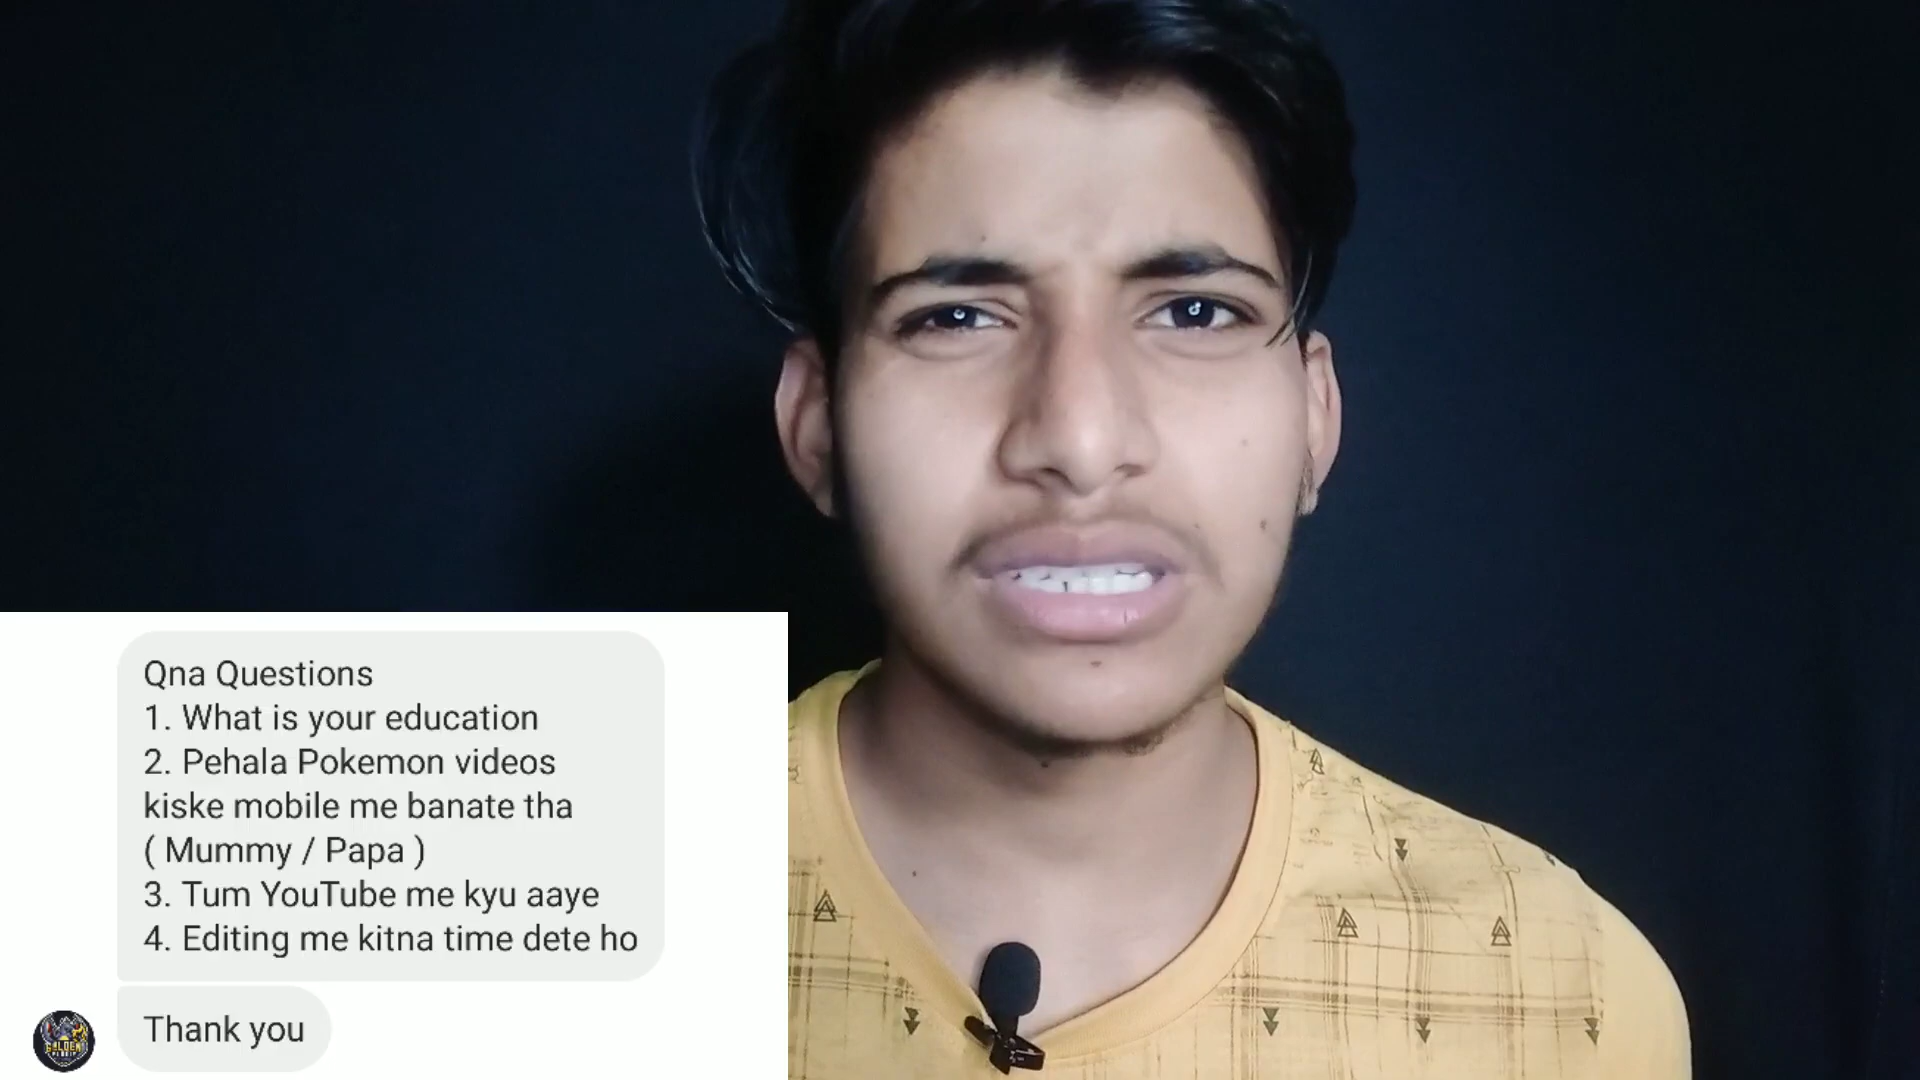 Qna Questions
1. What is your education
2. Pehala Pokemon videos
kiske mobile me banate tha
( Mummy / Papa )
3. Tum YouTube me kyu aaye
4. Editing me kitna time dete ho
Thank you